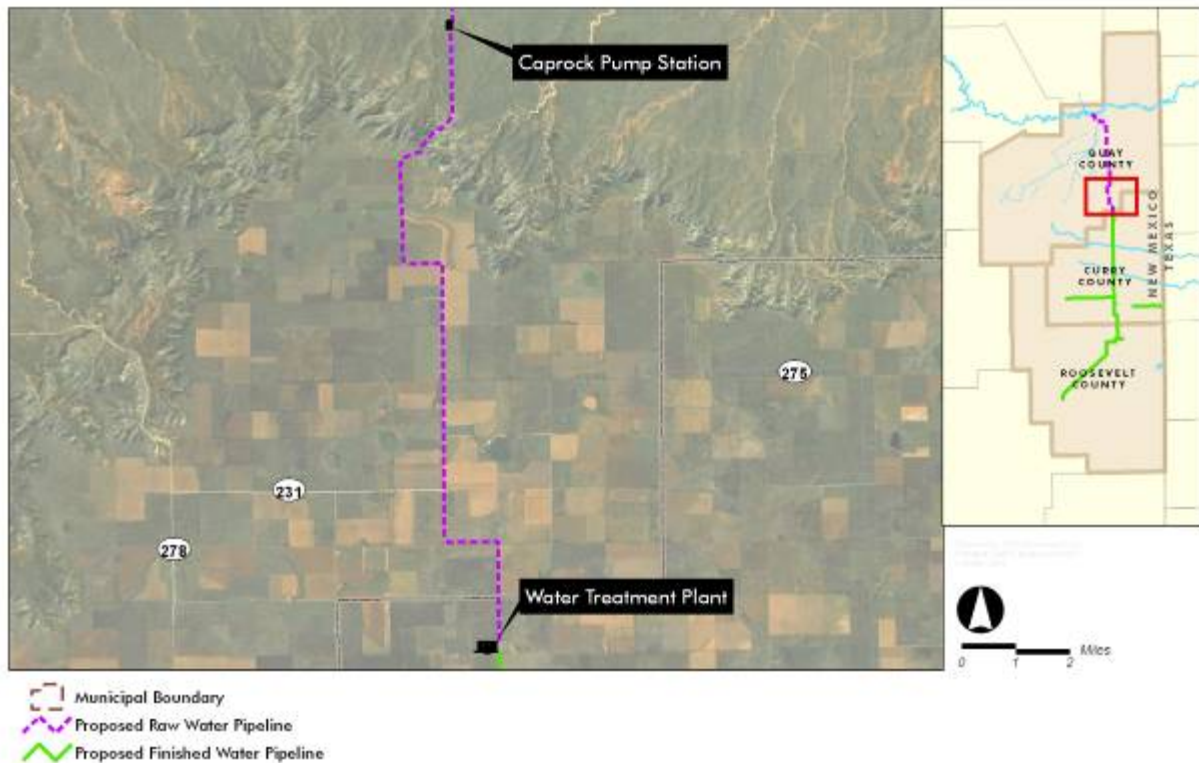 Caprock Pump Station
275
231
278
Water Treatment Plant
QUAY
COUNTY
CURRY
COUNTY
ROOSEVELT
COUNTY
NEW MEXICO
TEXAS
0 1 2 Miles
Municipal Boundary
Proposed Raw Water Pipeline
Proposed Finished Water Pipeline